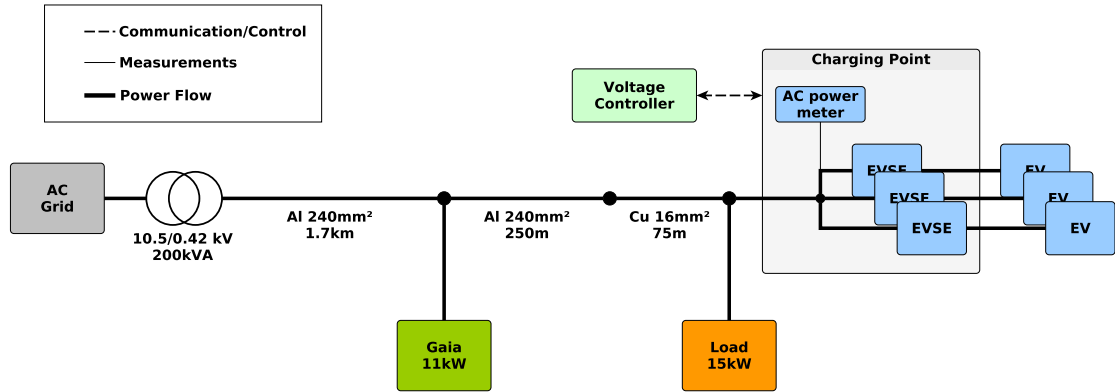 Communication/Control
Measurements
Power Flow
Charging Point
Voltage
Controller
AC power
meter
AC
Grid
10.5/0.42 kV
200kVA
Al 240mm²
1.7km
Al 240mm²
250m
Cu 16mm²
75m
EVSE
EV
EVSE
EV
EVSE
EV
Gaia
11kW
Load
15kW